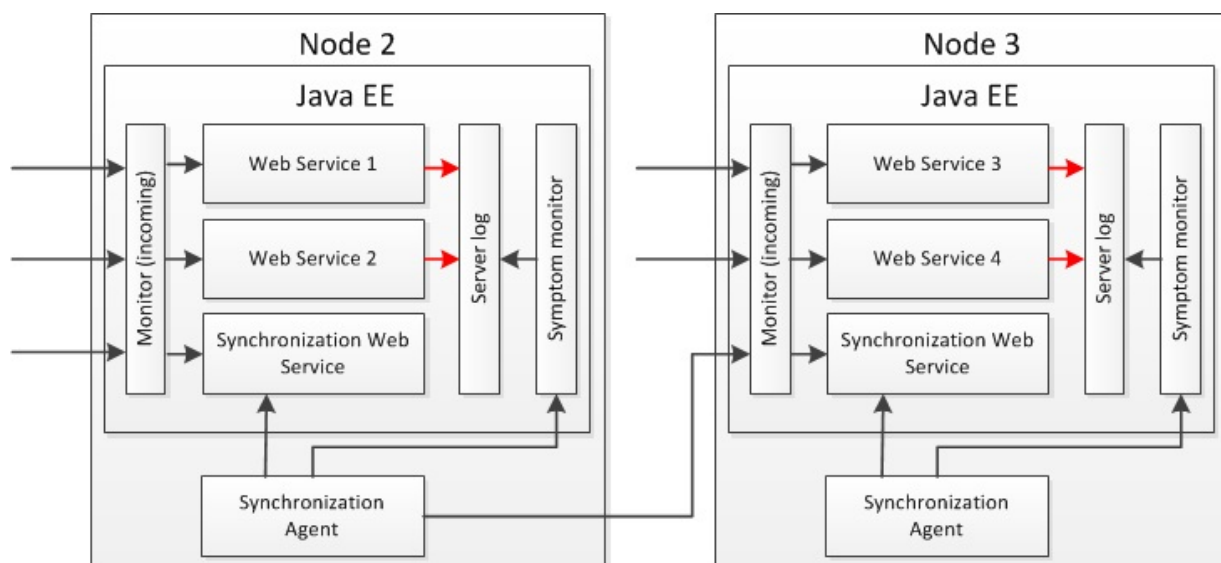 Node 2
Java EE
Monitor (incoming)
Web Service 1
Web Service 2
Synchronization Web
Service
Server log
Symptom monitor
Synchronization
Agent
Node 3
Java EE
Monitor (incoming)
Web Service 3
Web Service 4
Synchronization Web
Service
Server log
Symptom monitor
Synchronization
Agent